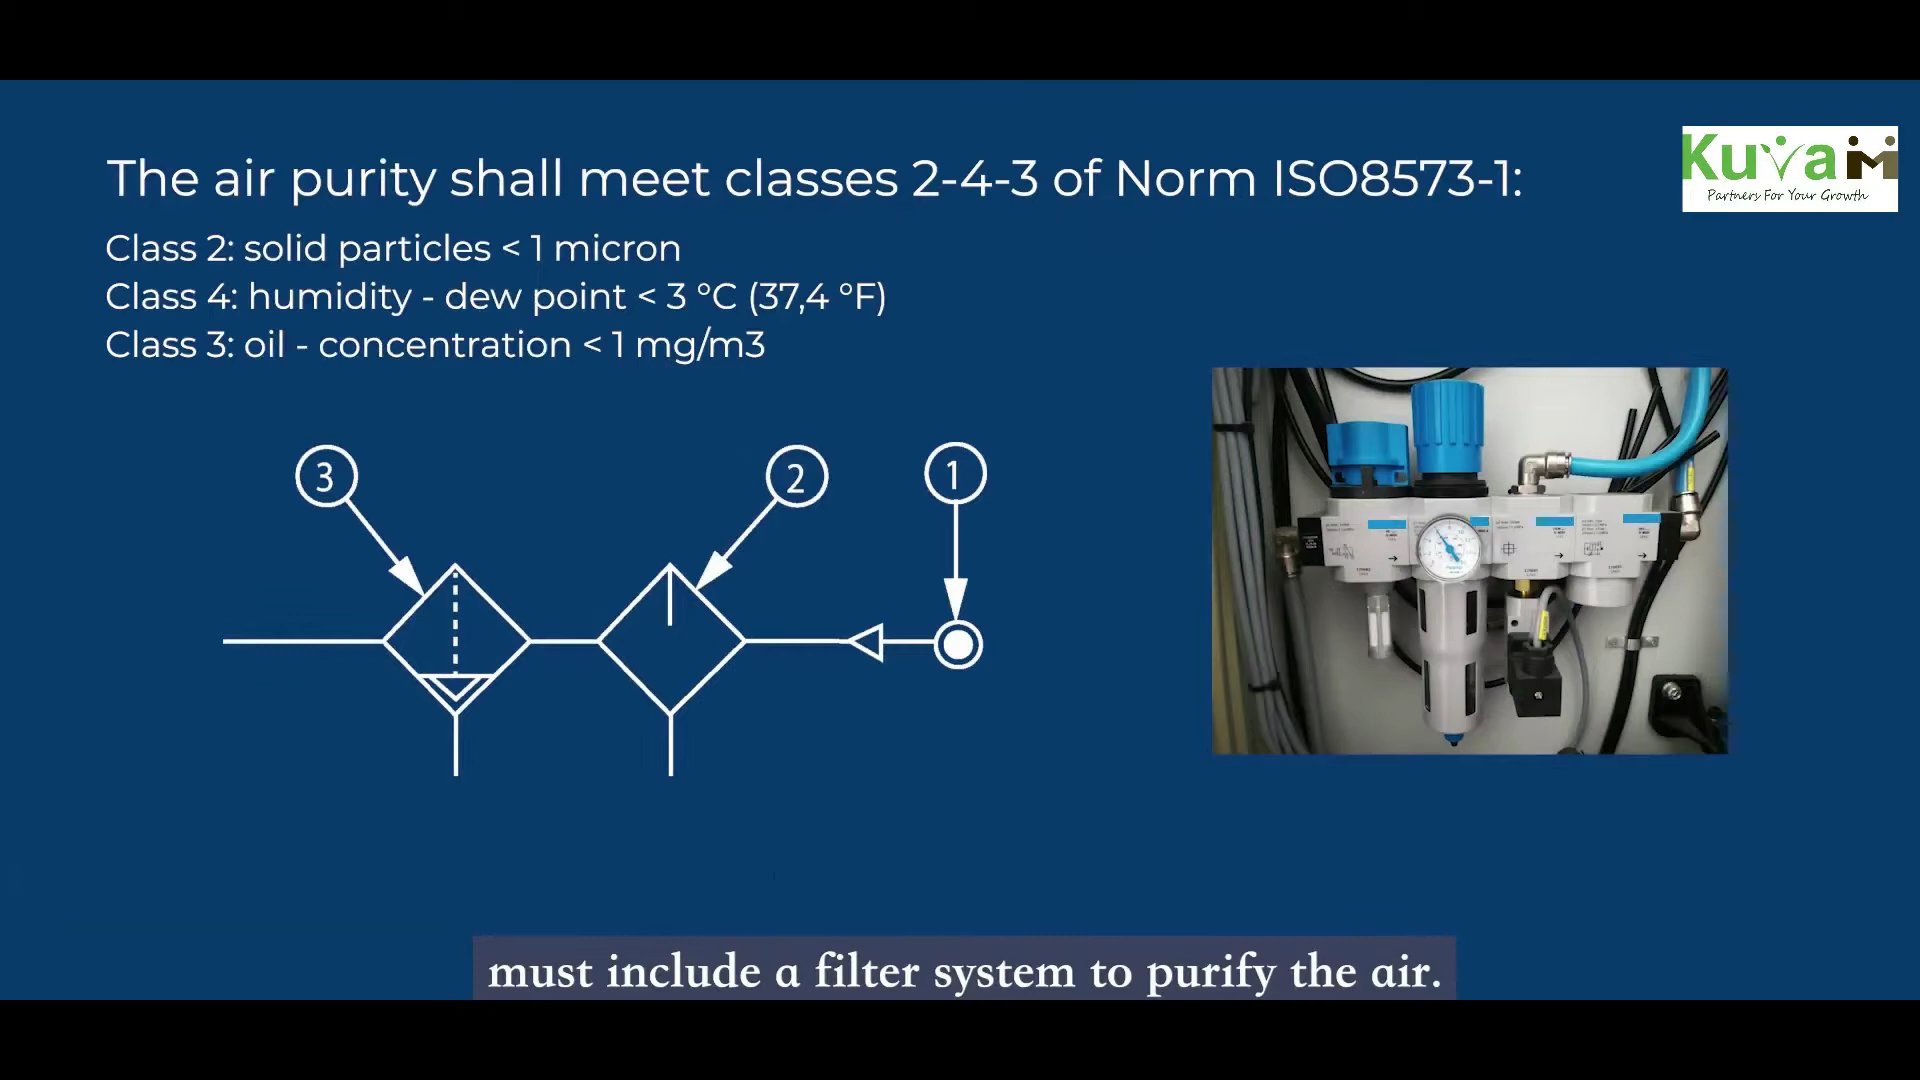 The air purity shall meet classes 2-4-3 of Norm ISO8573-1:
KuvaM
Partners For Your Growth
Class 2: solid particles < 1 micron
Class 4: humidity - dew point < 3 °C (37,4 °F)
Class 3: oil - concentration < 1 mg/m3
3
2
1
must include a filter system to purify the air.